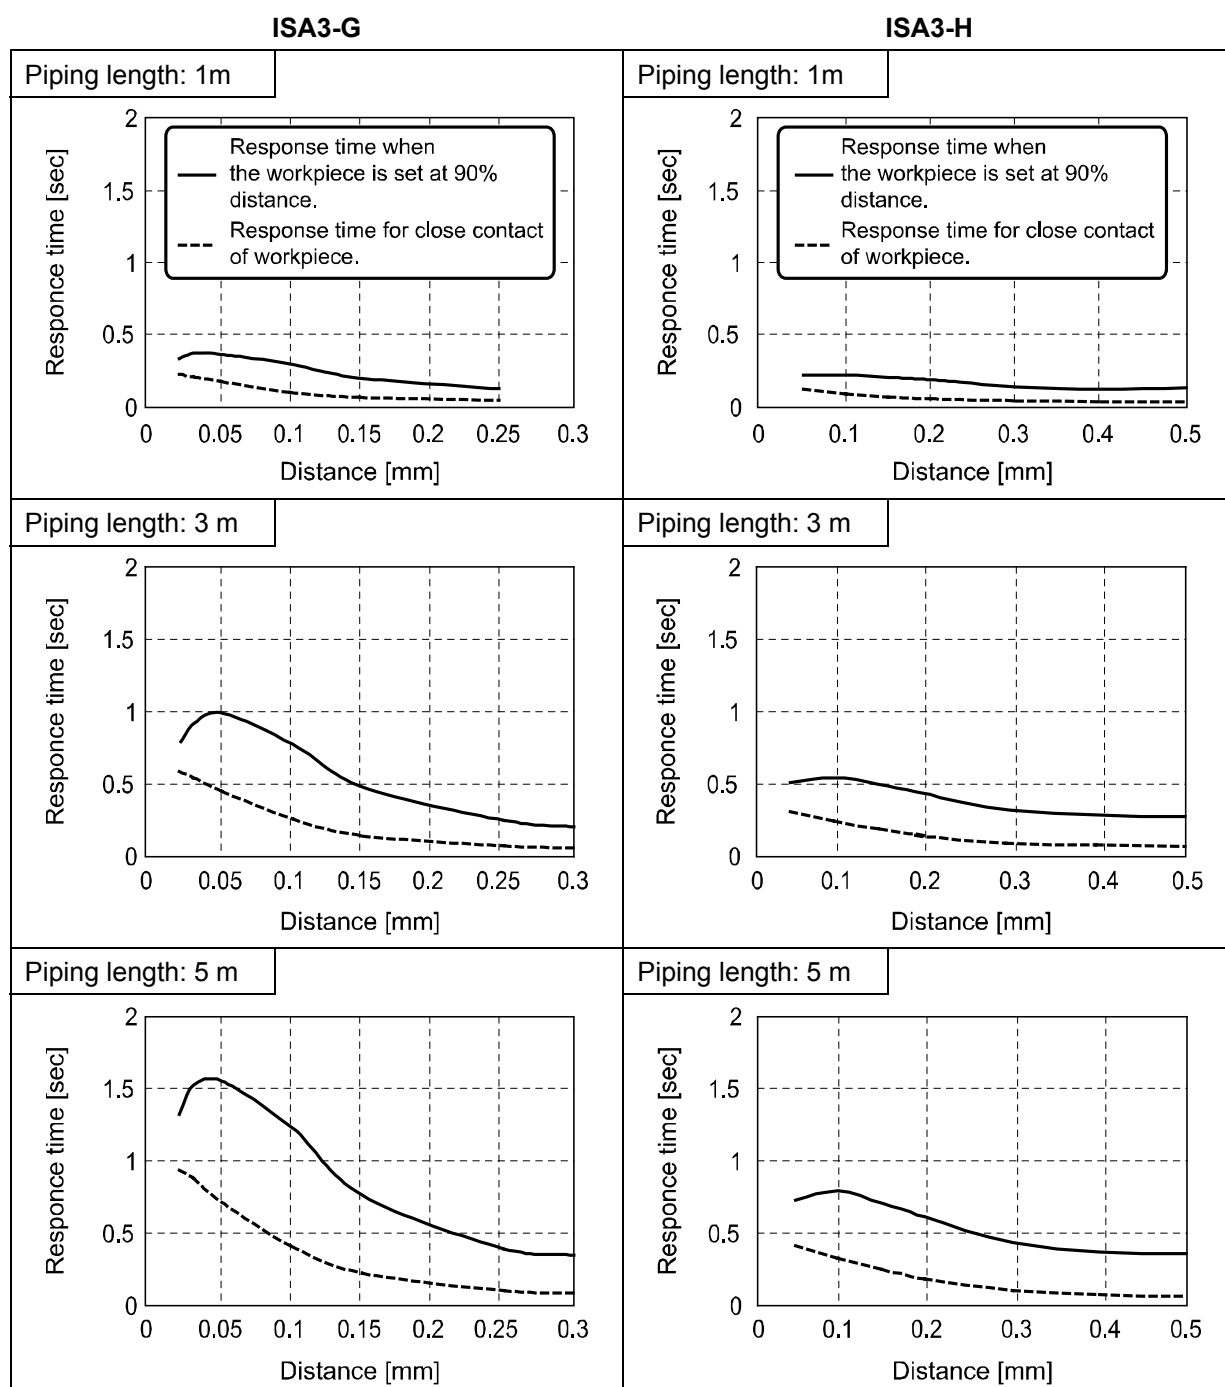 ISA3-G
ISA3-H
Piping length: 1m
2
1.5
1
0.5
0
Responce time [sec]
Response time when
the workpiece is set at 90%
distance.
Response time for close contact
of workpiece.
0 0.05 0.1 0.15 0.2 0.25 0.3
Distance [mm]
Piping length: 1m
2
1.5
1
0.5
0
Responce time [sec]
Response time when
the workpiece is set at 90%
distance.
Response time for close contact
of workpiece.
0 0.1 0.2 0.3 0.4 0.5
Distance [mm]
Piping length: 3 m
2
1.5
1
0.5
0
Responce time [sec]
0 0.05 0.1 0.15 0.2 0.25 0.3
Distance [mm]
Piping length: 3 m
2
1.5
1
0.5
0
Responce time [sec]
0 0.1 0.2 0.3 0.4 0.5
Distance [mm]
Piping length: 5 m
2
1.5
1
0.5
0
Responce time [sec]
0 0.05 0.1 0.15 0.2 0.25 0.3
Distance [mm]
Piping length: 5 m
2
1.5
1
0.5
0
Responce time [sec]
0 0.1 0.2 0.3 0.4 0.5
Distance [mm]